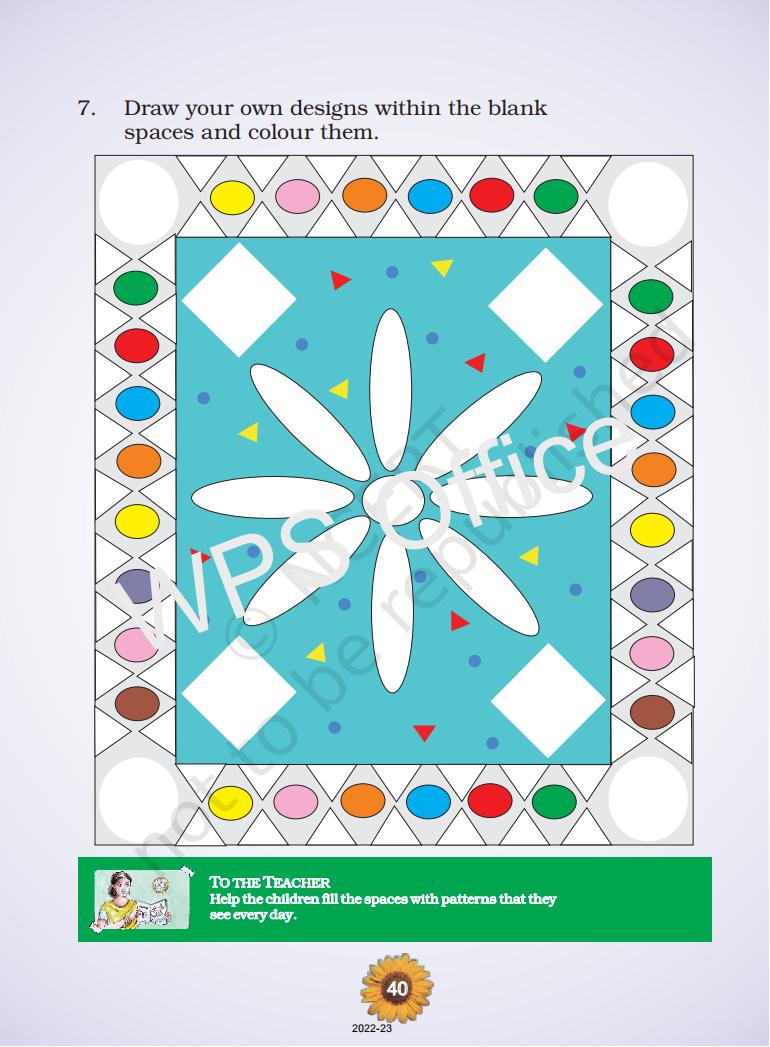 7. Draw your own designs within the blank
spaces and colour them.
WPS Office
© NCERT
not to be republished
TO THE TEACHER
Help the children fill the spaces with patterns that they
see every day.
40
2022-23